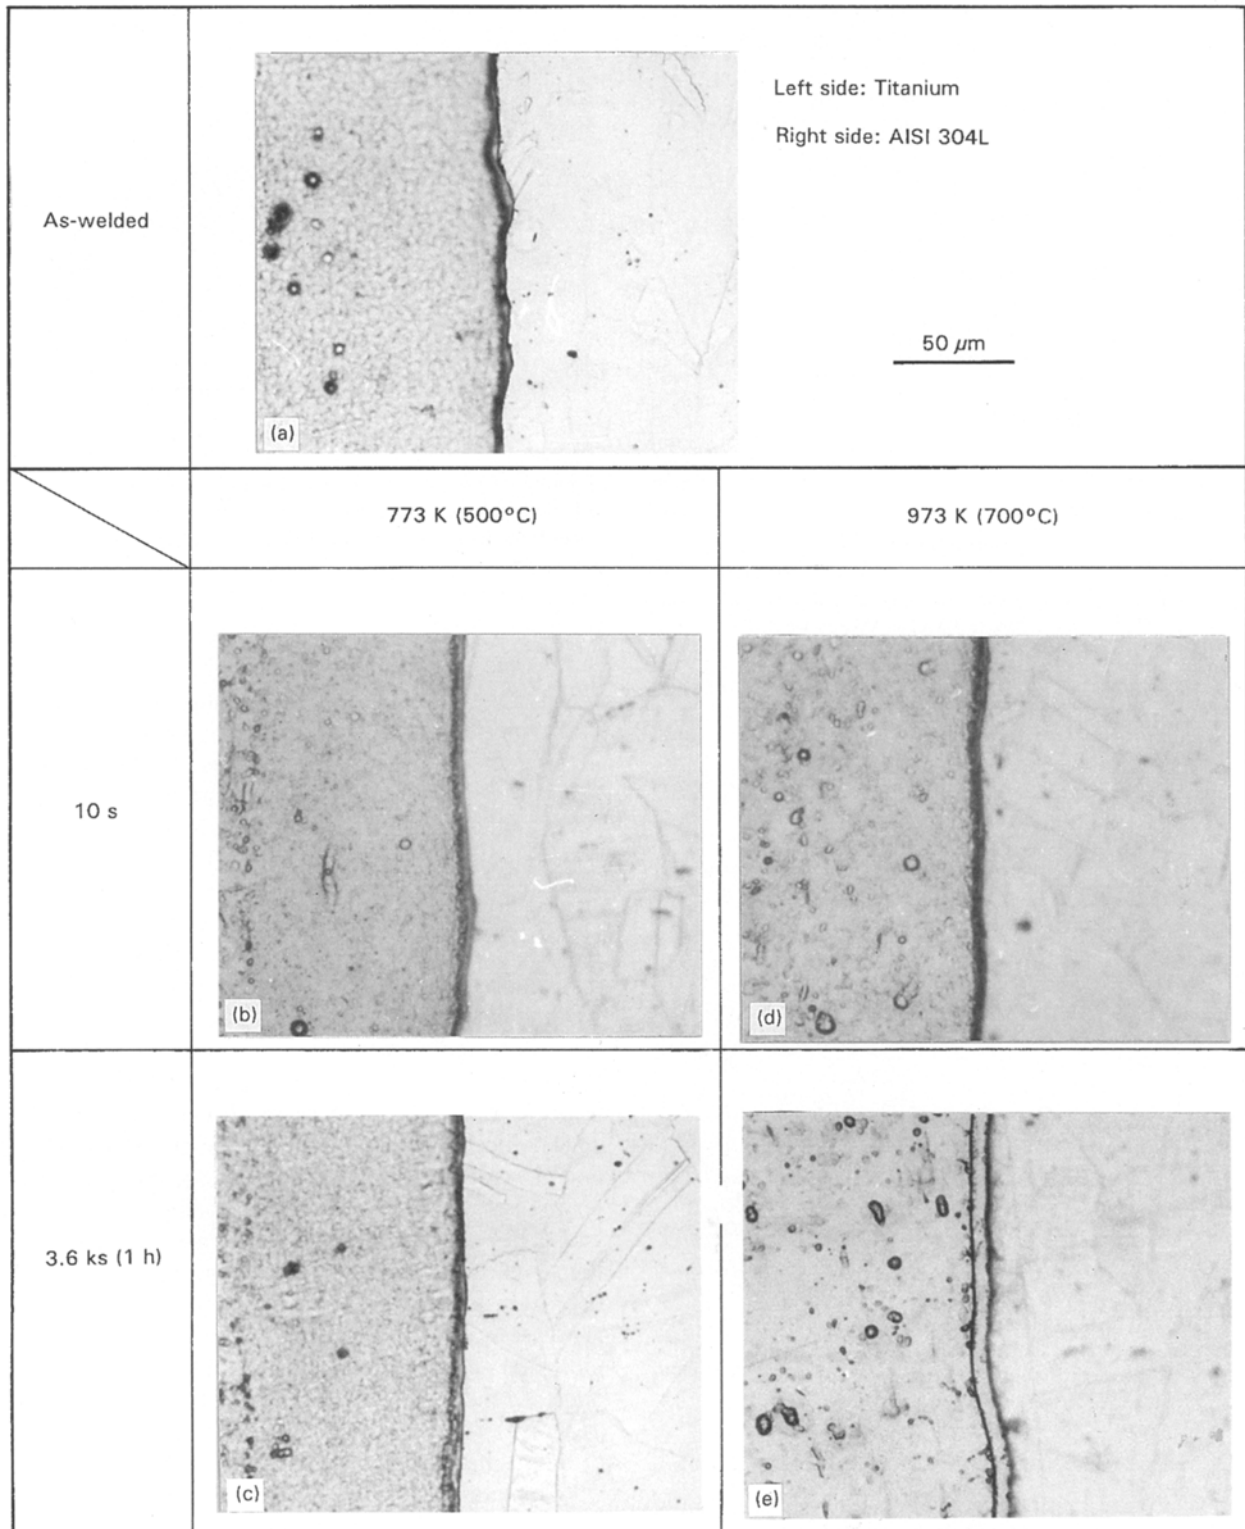 As-welded
Left side: Titanium
Right side: AISI 304L
50 μm
(a)
773 K (500°C)
973 K (700°C)
10 s
(b)
(d)
3.6 ks (1 h)
(c)
(e)